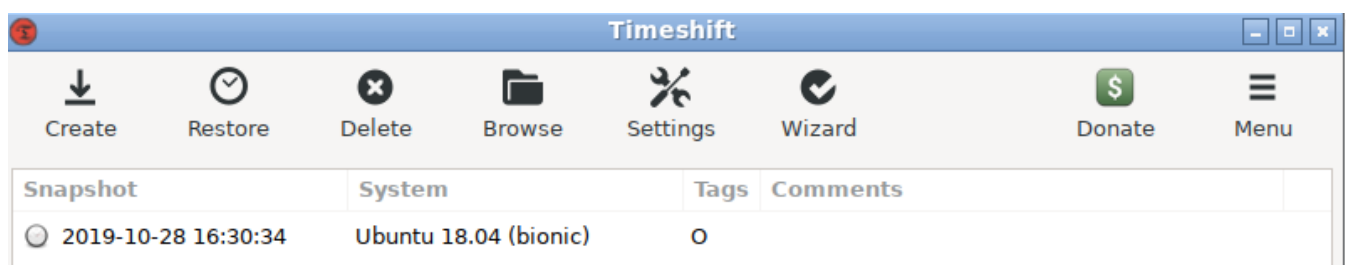 Timeshift
Create Restore Delete Browse Settings Wizard Donate Menu
Snapshot System Tags Comments
2019-10-28 16:30:34 Ubuntu 18.04 (bionic) O